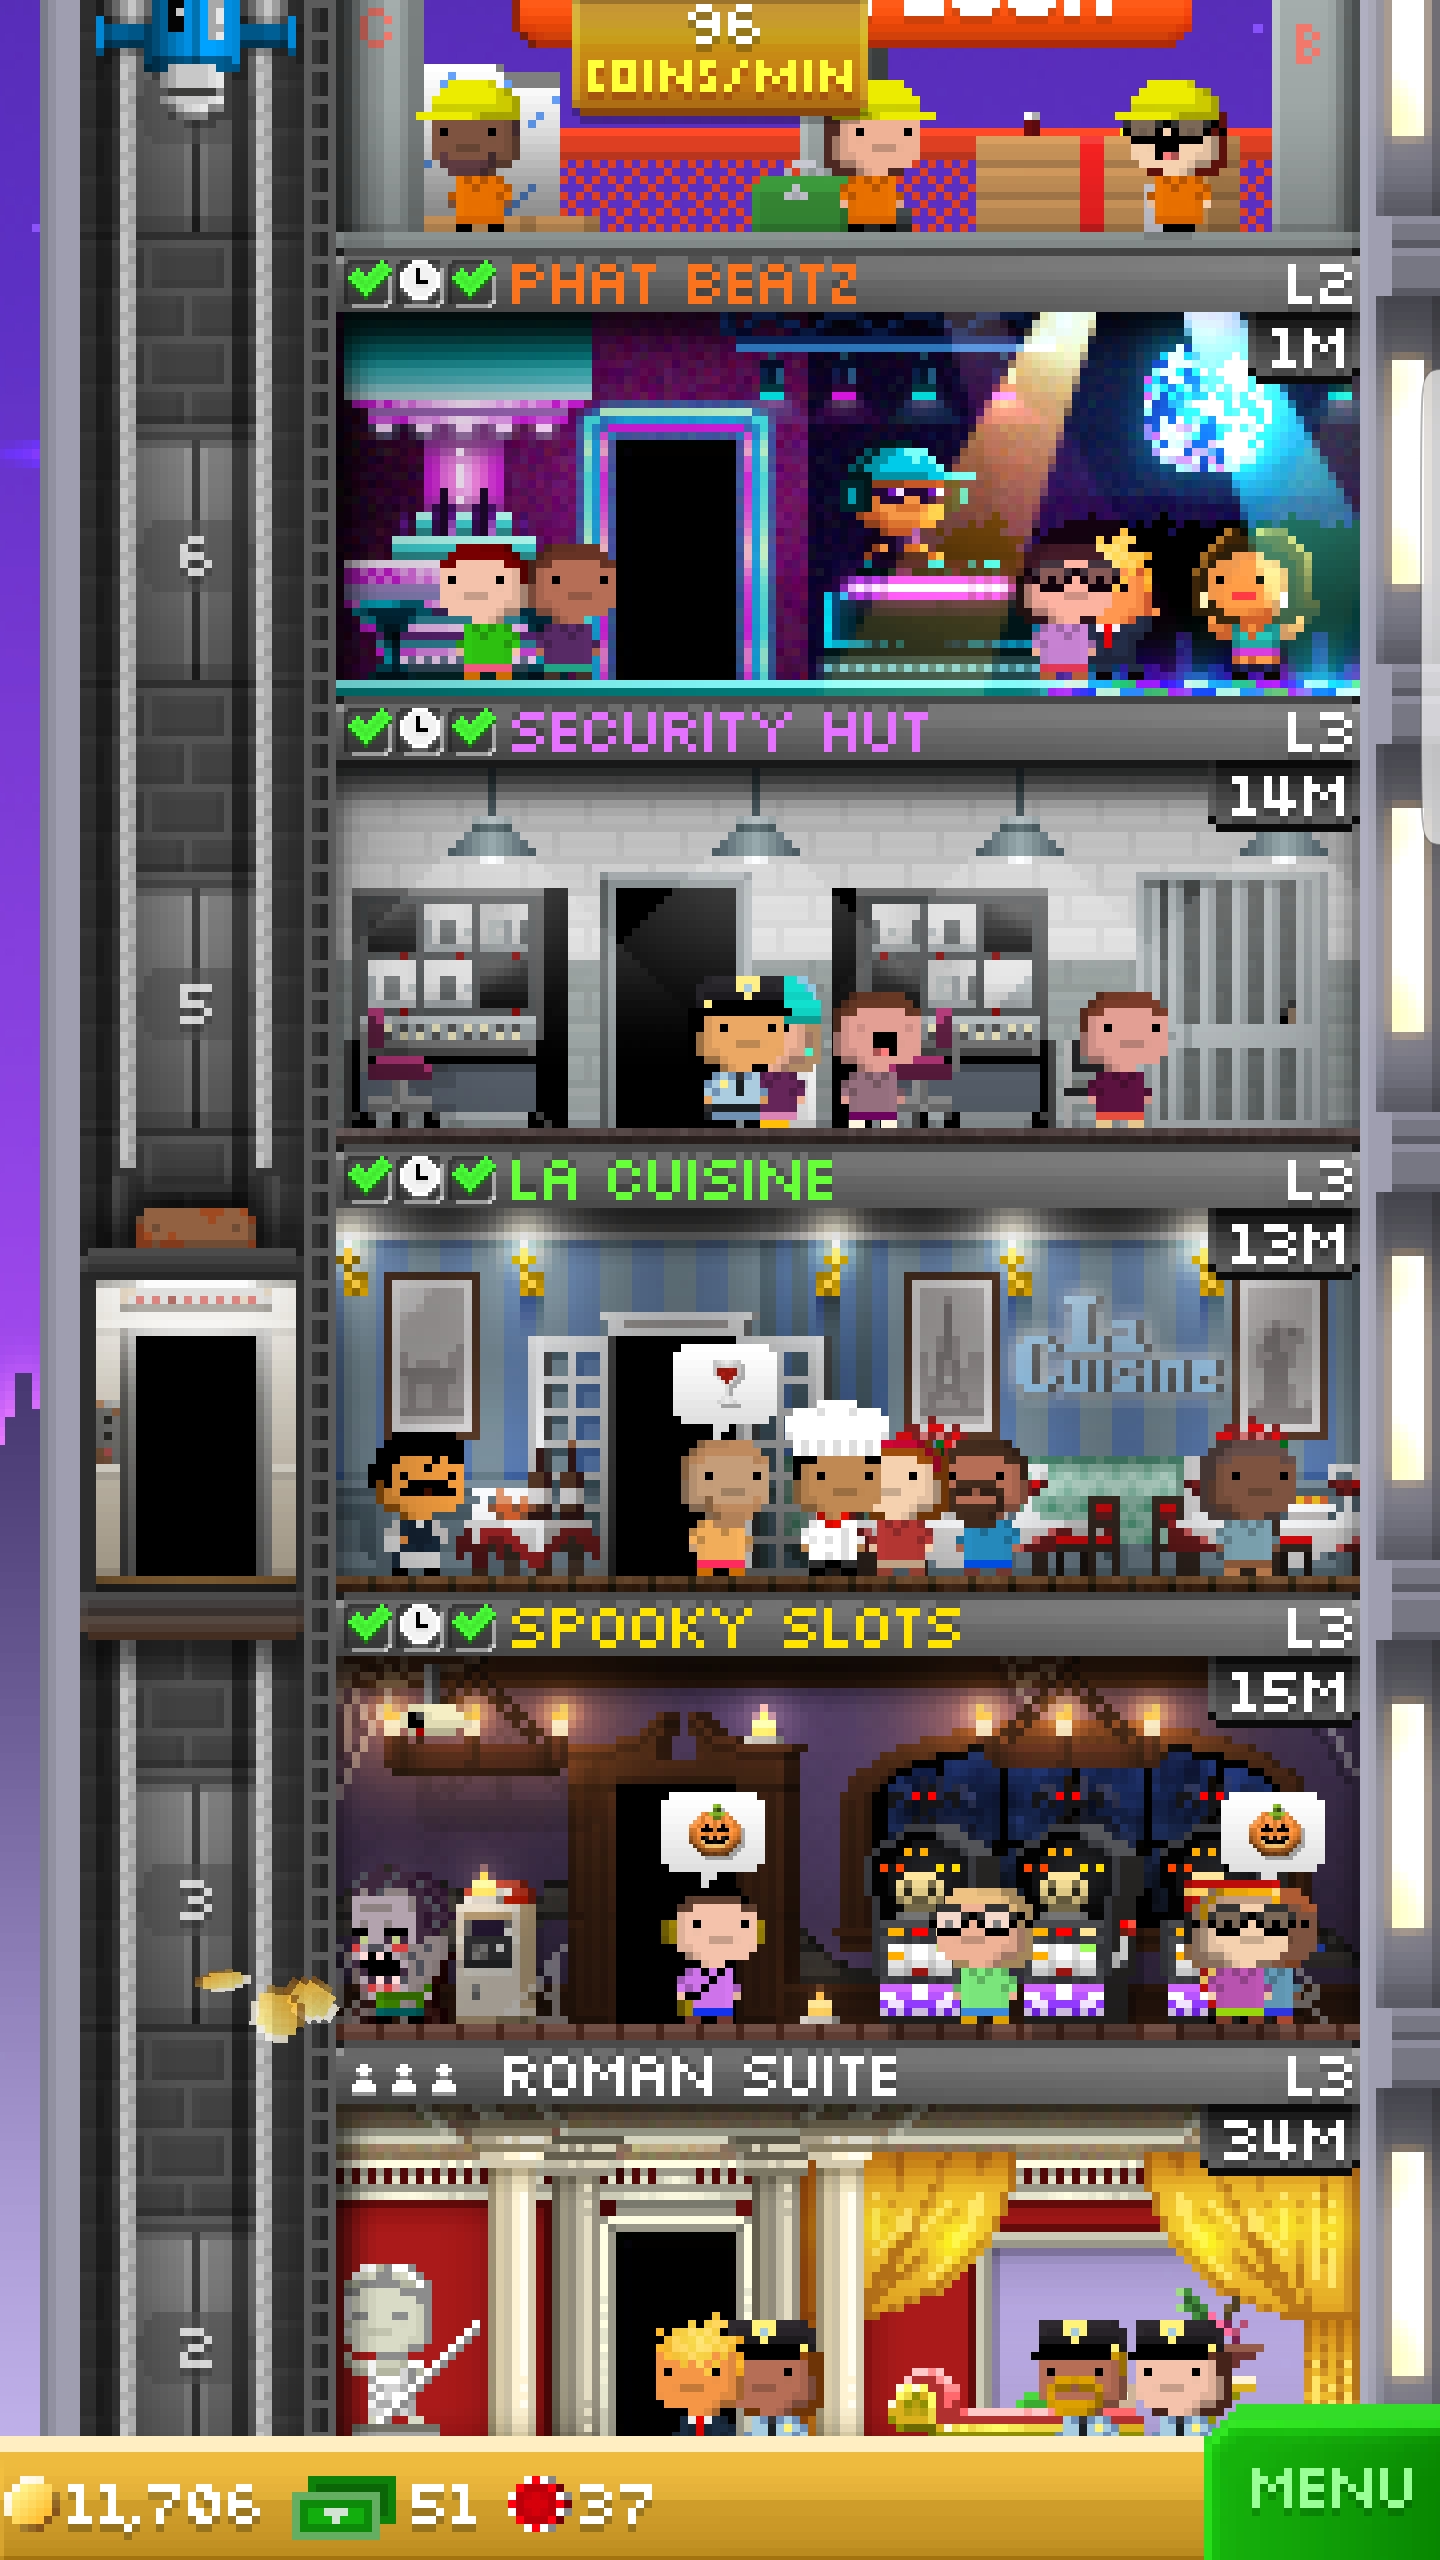 96
COINS/MIN
C
B
PHAT BEATZ L2
1M
6
SECURITY HUT L3
14M
5
LA CUISINE L3
13M
La
Cuisine
SPOOKY SLOTS L3
15M
3
ROMAN SUITE L3
34M
2
11,706 51 37
MENU